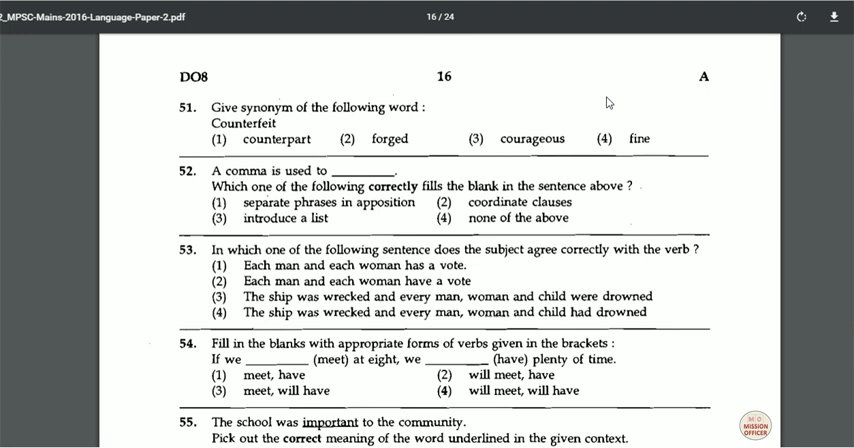 2_MPSC-Mains-2016-Language-Paper-2.pdf 16 / 24
DO8 16 A
51. Give synonym of the following word :
Counterfeit
(1) counterpart (2) forged (3) courageous (4) fine
52. A comma is used to __________.
Which one of the following correctly fills the blank in the sentence above ?
(1) separate phrases in apposition (2) coordinate clauses
(3) introduce a list (4) none of the above
53. In which one of the following sentence does the subject agree correctly with the verb ?
(1) Each man and each woman has a vote.
(2) Each man and each woman have a vote
(3) The ship was wrecked and every man, woman and child were drowned
(4) The ship was wrecked and every man, woman and child had drowned
54. Fill in the blanks with appropriate forms of verbs given in the brackets :
If we __________ (meet) at eight, we __________ (have) plenty of time.
(1) meet, have (2) will meet, have
(3) meet, will have (4) will meet, will have
55. The school was important to the community.
Pick out the correct meaning of the word underlined in the given context.
M-O
MISSION
OFFICER